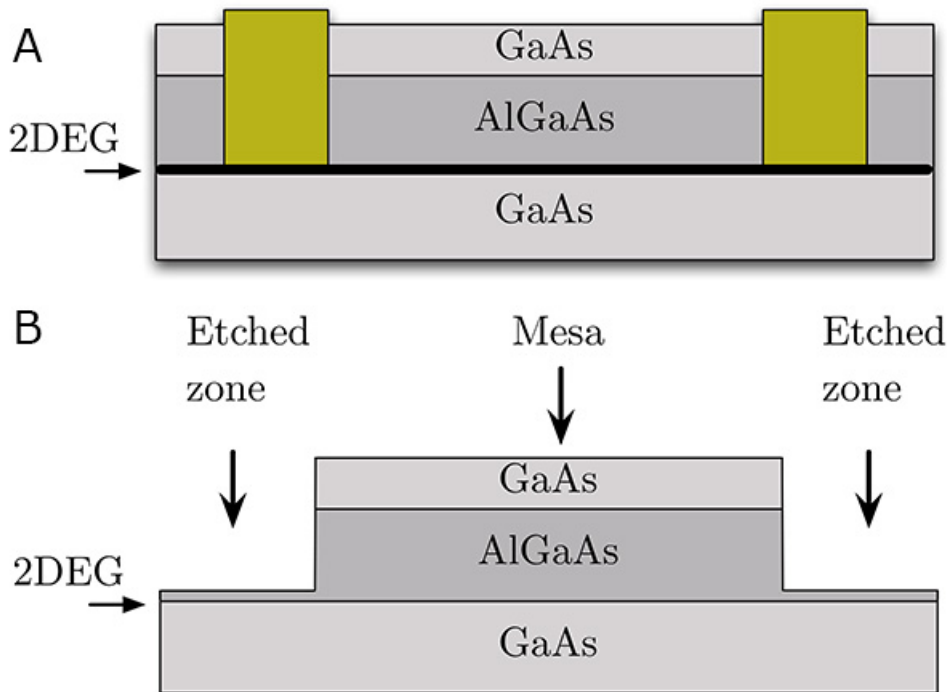 A
GaAs
AlGaAs
2DEG
GaAs
B
Etched
zone
Mesa
Etched
zone
GaAs
AlGaAs
2DEG
GaAs